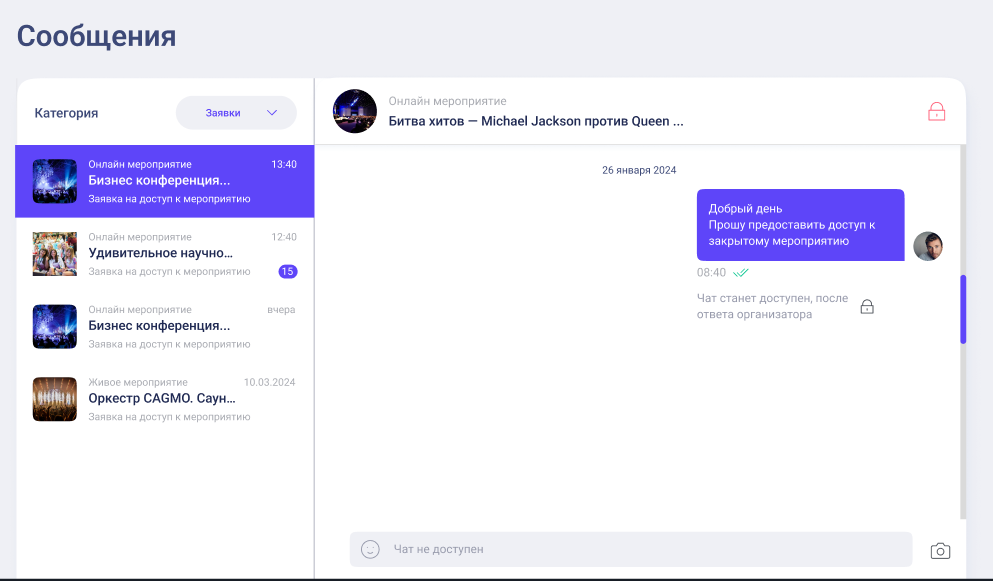 Сообщения
Категория
Заявки
Онлайн мероприятие 13:40
Бизнес конференция...
Заявка на доступ к мероприятию
Онлайн мероприятие 12:40
Удивительное научно...
Заявка на доступ к мероприятию 15
Онлайн мероприятие вчера
Бизнес конференция...
Заявка на доступ к мероприятию
Живое мероприятие 10.03.2024
Оркестр CAGMO. Саун...
Заявка на доступ к мероприятию
Онлайн мероприятие
Битва хитов — Michael Jackson против Queen ...
26 января 2024
Добрый день
Прошу предоставить доступ к
закрытому мероприятию
08:40
Чат станет доступен, после
ответа организатора
Чат не доступен